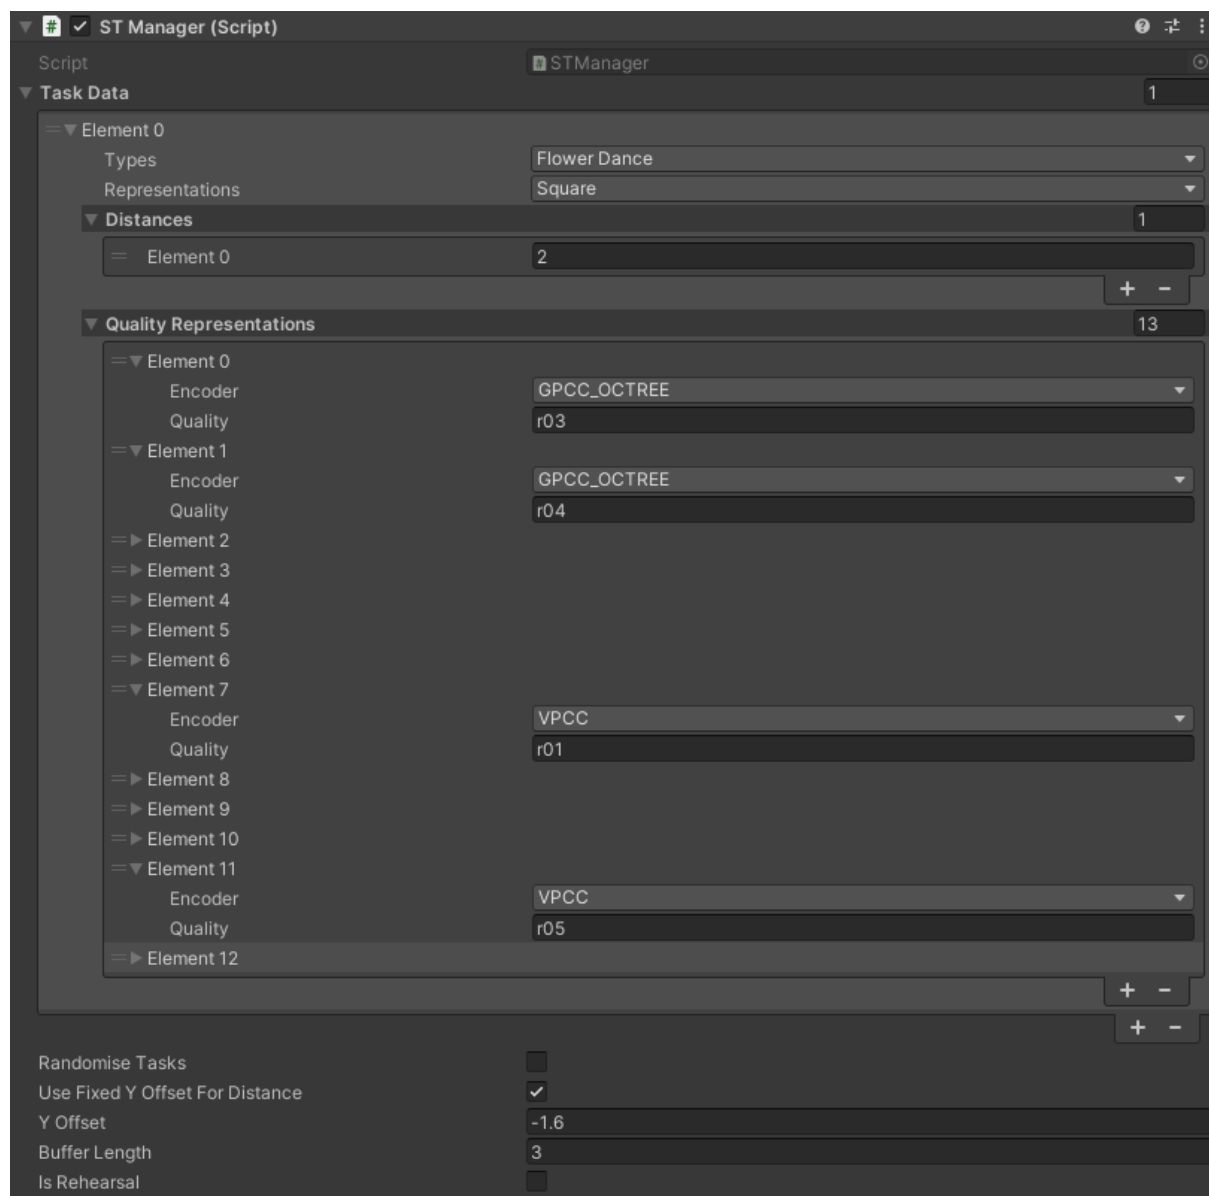 # ST Manager (Script)
Script # STManager
Task Data 1
Element 0
Types Flower Dance
Representations Square
Distances 1
Element 0 2
+ -
Quality Representations 13
Element 0
Encoder GPCC_OCTREE
Quality r03
Element 1
Encoder GPCC_OCTREE
Quality r04
Element 2
Element 3
Element 4
Element 5
Element 6
Element 7
Encoder VPCC
Quality r01
Element 8
Element 9
Element 10
Element 11
Encoder VPCC
Quality r05
Element 12
+ -
+ -
Randomise Tasks
Use Fixed Y Offset For Distance
Y Offset -1.6
Buffer Length 3
Is Rehearsal